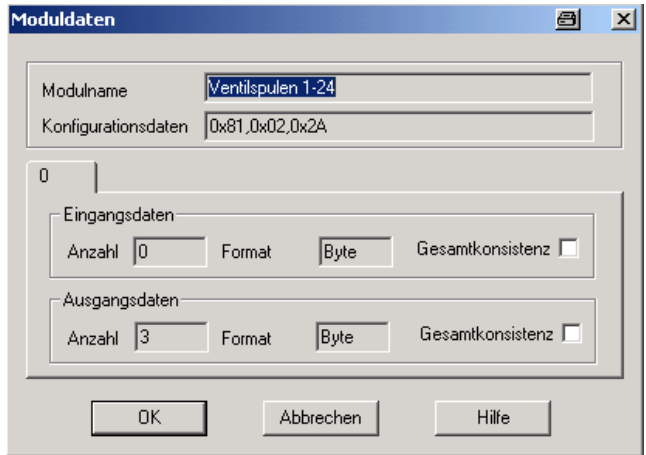 Moduldaten
Modulname Ventilspulen 1-24
Konfigurationsdaten 0x81,0x02,0x2A
0
Eingangsdaten
Anzahl 0 Format Byte Gesamtkonsistenz
Ausgangsdaten
Anzahl 3 Format Byte Gesamtkonsistenz
OK Abbrechen Hilfe